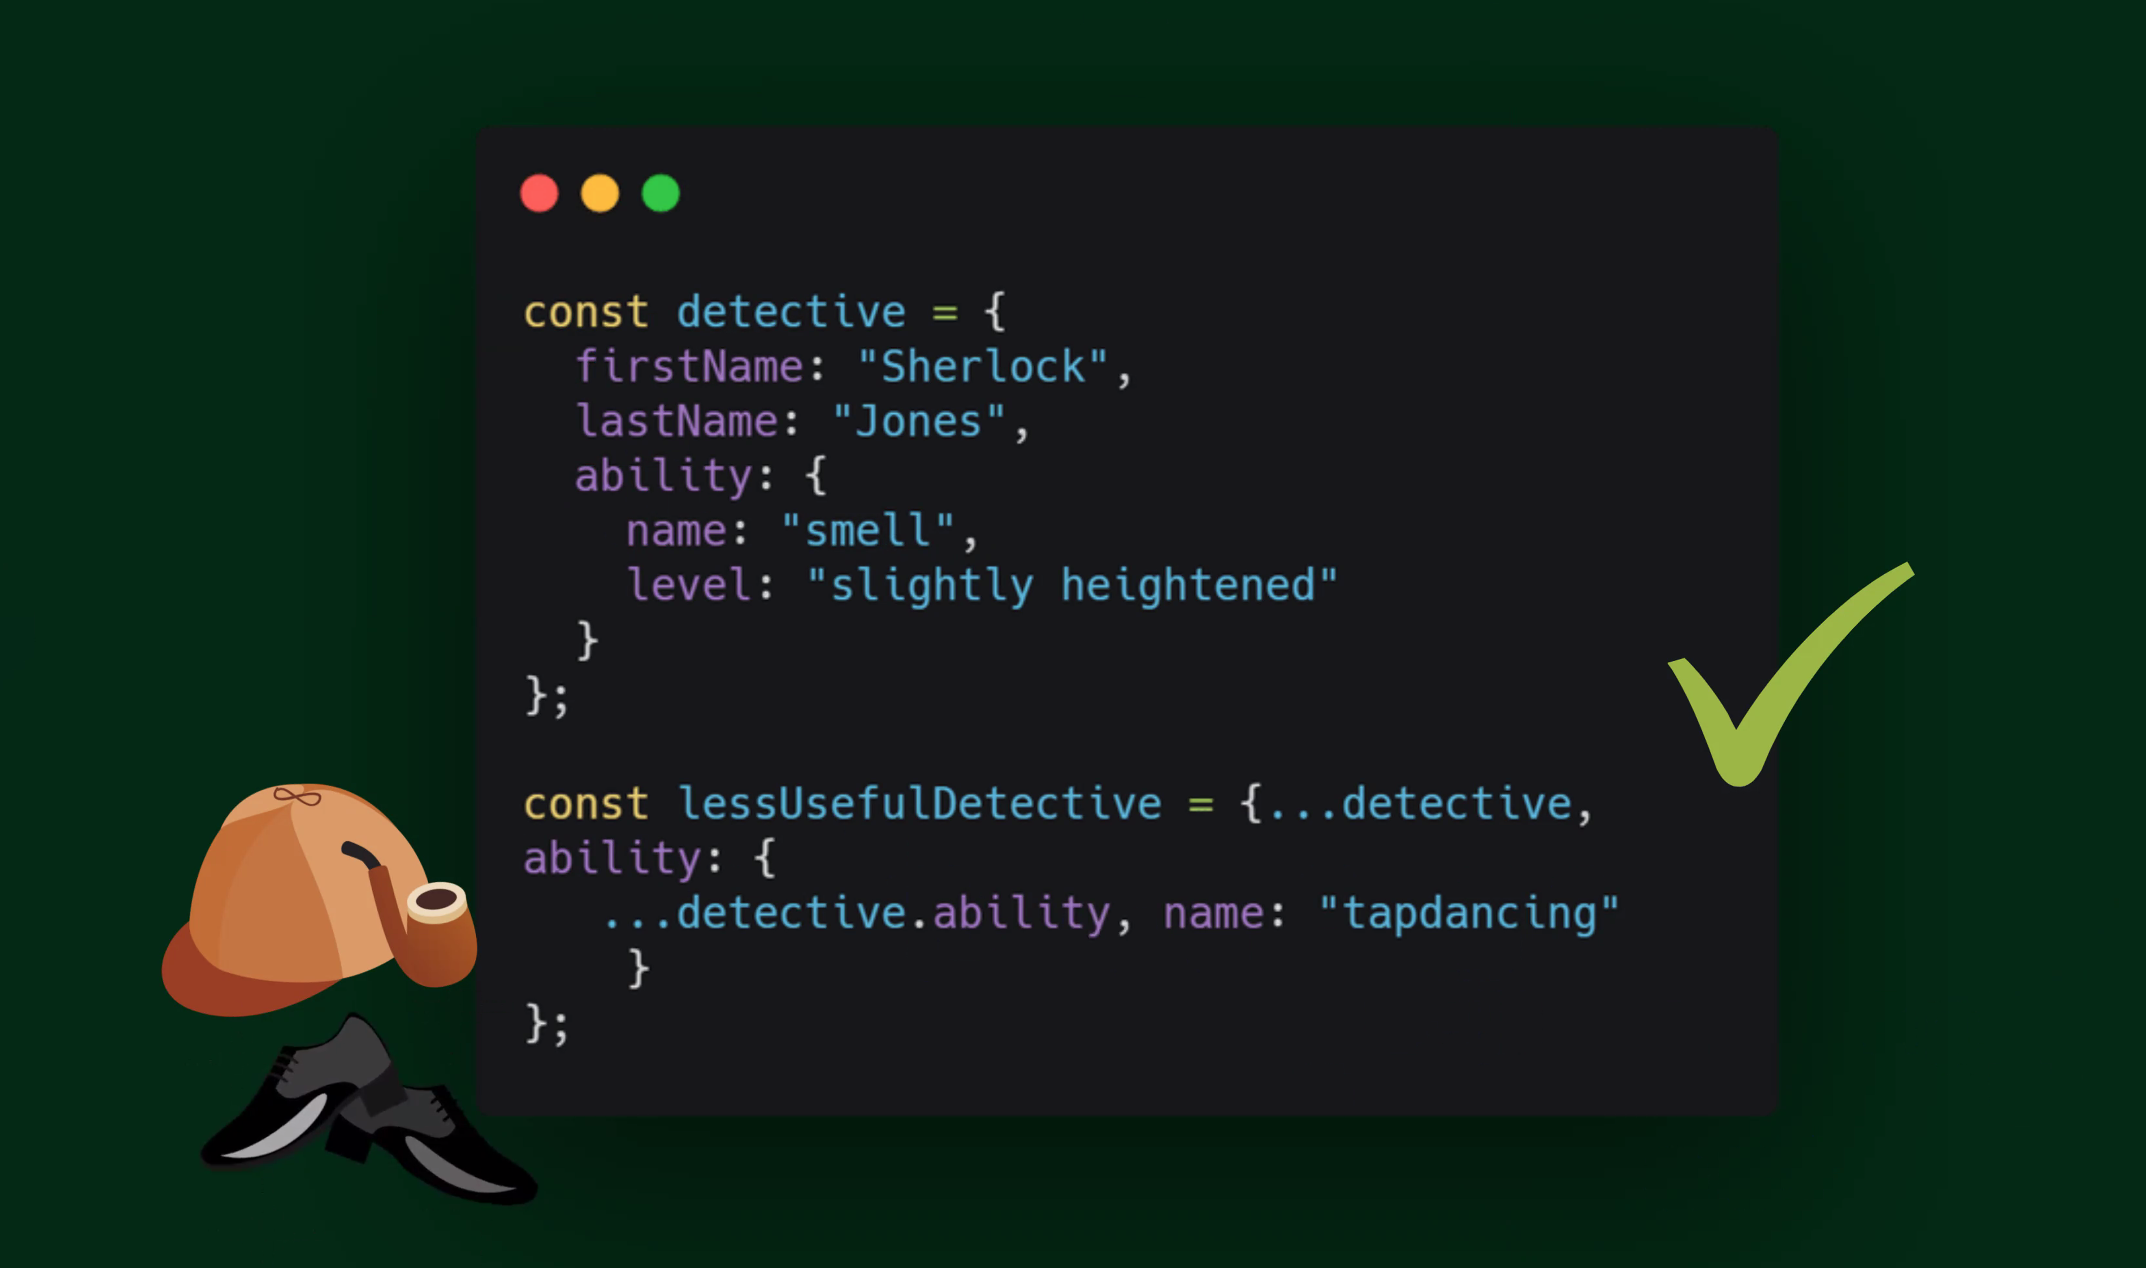 const detective = {
  firstName: "Sherlock",
  lastName: "Jones",
  ability: {
    name: "smell",
    level: "slightly heightened"
  }
};
const lessUsefulDetective = {...detective,
ability: {
   ...detective.ability, name: "tapdancing"
    }
};